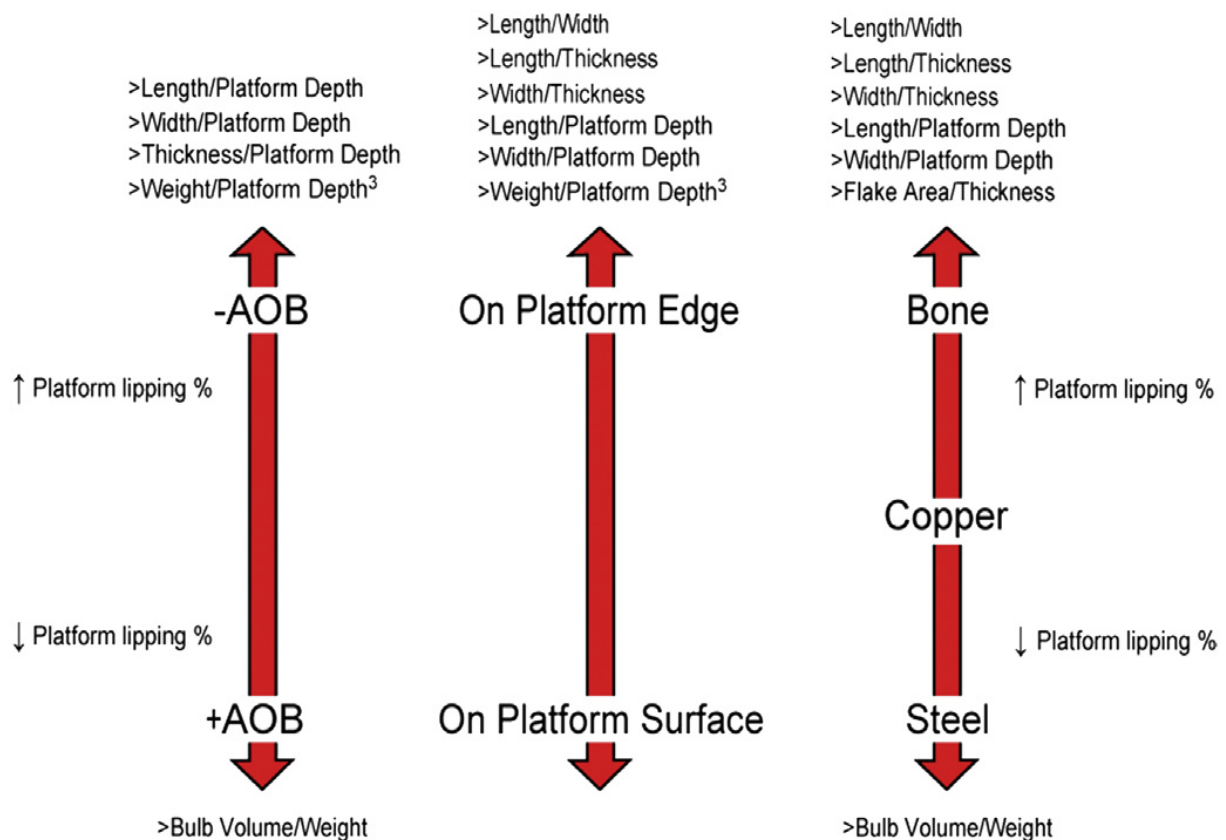 >Length/Platform Depth
>Width/Platform Depth
>Thickness/Platform Depth
>Weight/Platform Depth³
-AOB
↑ Platform lipping %
↓ Platform lipping %
+AOB
>Bulb Volume/Weight
>Length/Width
>Length/Thickness
>Width/Thickness
>Length/Platform Depth
>Width/Platform Depth
>Weight/Platform Depth³
On Platform Edge
On Platform Surface
>Length/Width
>Length/Thickness
>Width/Thickness
>Length/Platform Depth
>Width/Platform Depth
>Flake Area/Thickness
Bone
↑ Platform lipping %
Copper
↓ Platform lipping %
Steel
>Bulb Volume/Weight